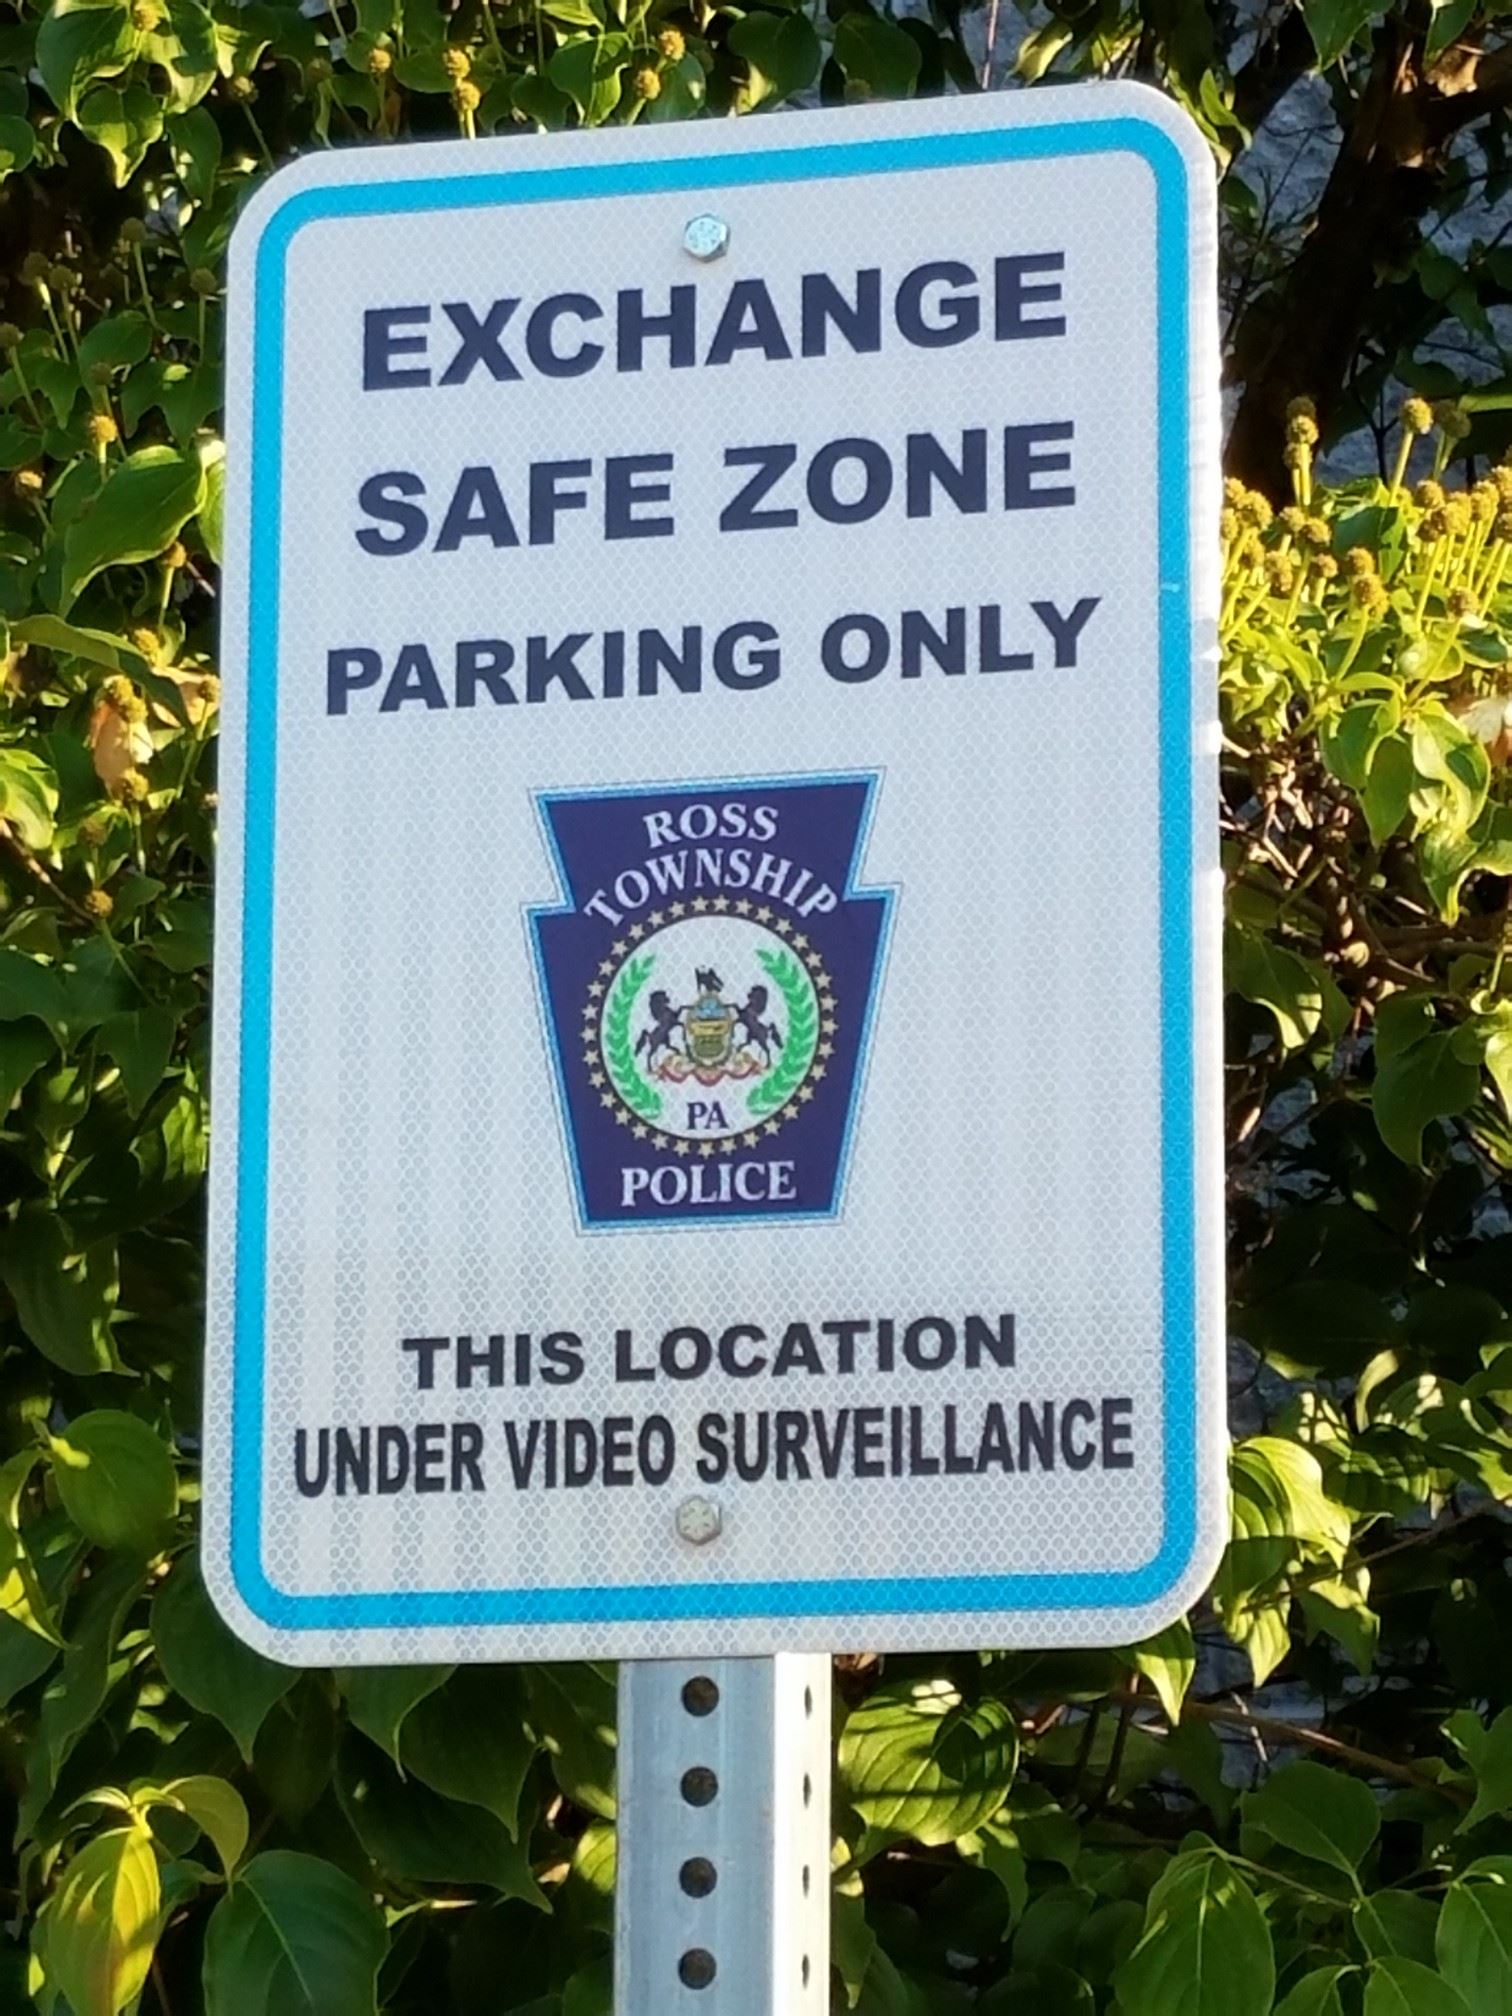 EXCHANGE
SAFE ZONE
PARKING ONLY
ROSS
TOWNSHIP
PA
POLICE
THIS LOCATION
UNDER VIDEO SURVEILLANCE